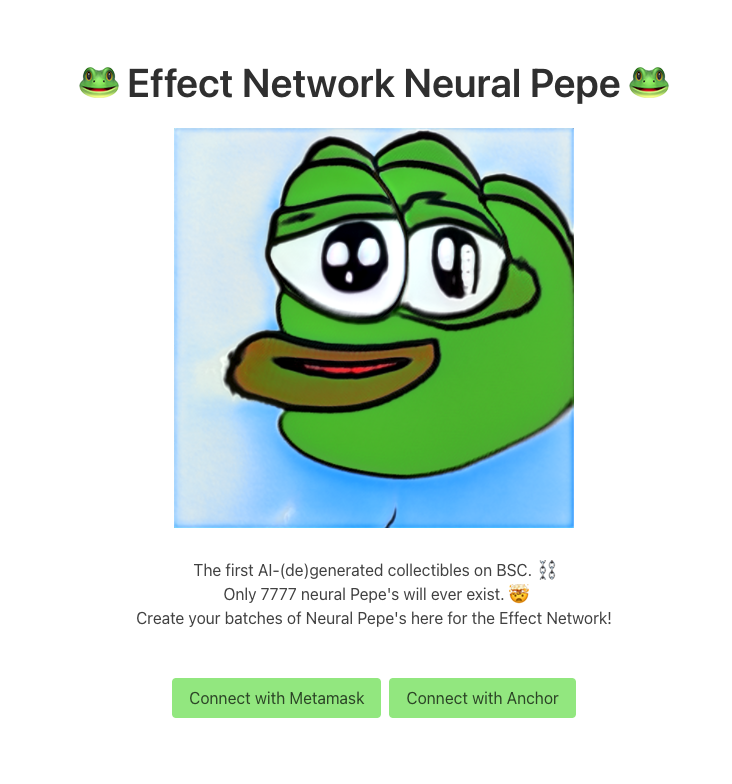 🐸 Effect Network Neural Pepe 🐸
The first AI-(de)generated collectibles on BSC. ⛓️
Only 7777 neural Pepe's will ever exist. 🤯
Create your batches of Neural Pepe's here for the Effect Network!
Connect with Metamask
Connect with Anchor